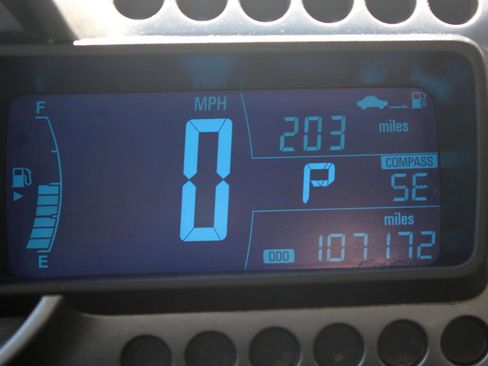 F
E
MPH
0
203
miles
P
COMPASS
SE
miles
ODO 107172